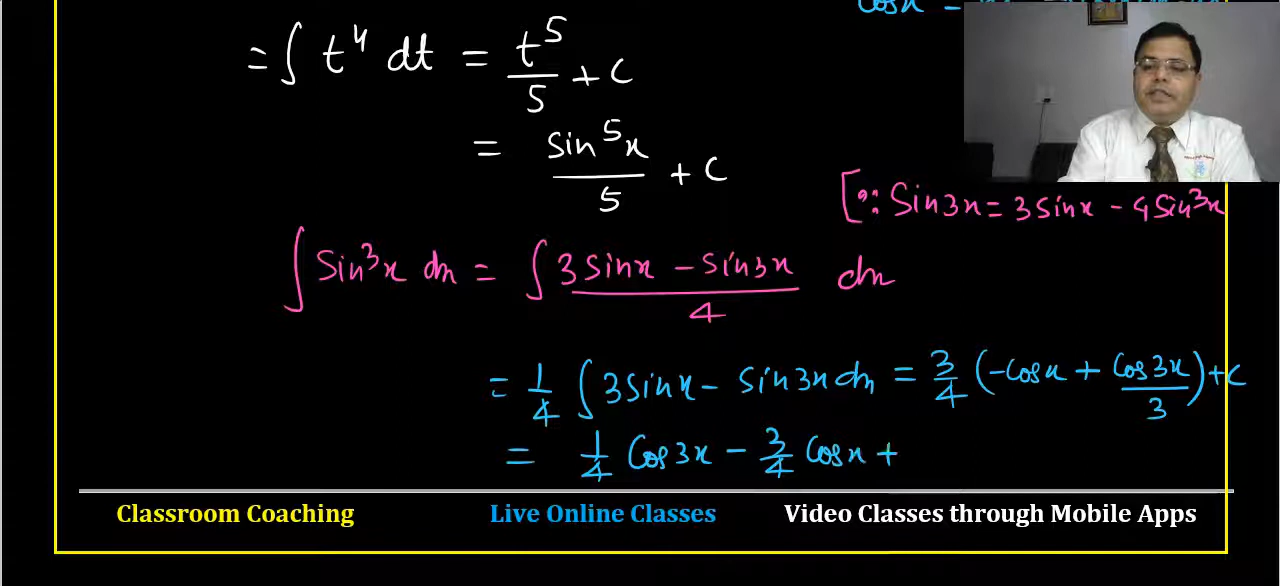 = ∫ t⁴ dt = t⁵/5 + c
= sin⁵x/5 + c
[∵ Sin3x = 3Sinx - 4Sin³x
∫ Sin³x dx = ∫ (3Sinx - Sin3x)/4 dx
= 1/4 ∫ 3Sinx - Sin3x dx = 3/4 (-Cosx + Cos3x/3) + c
= 1/4 Cos3x - 3/4 Cosx +
Classroom Coaching Live Online Classes Video Classes through Mobile Apps